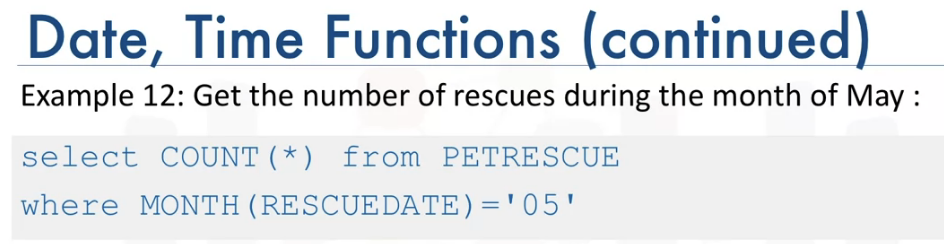 Date, Time Functions (continued)
Example 12: Get the number of rescues during the month of May :
select COUNT(*) from PETRESCUE
where MONTH(RESCUEDATE)='05'